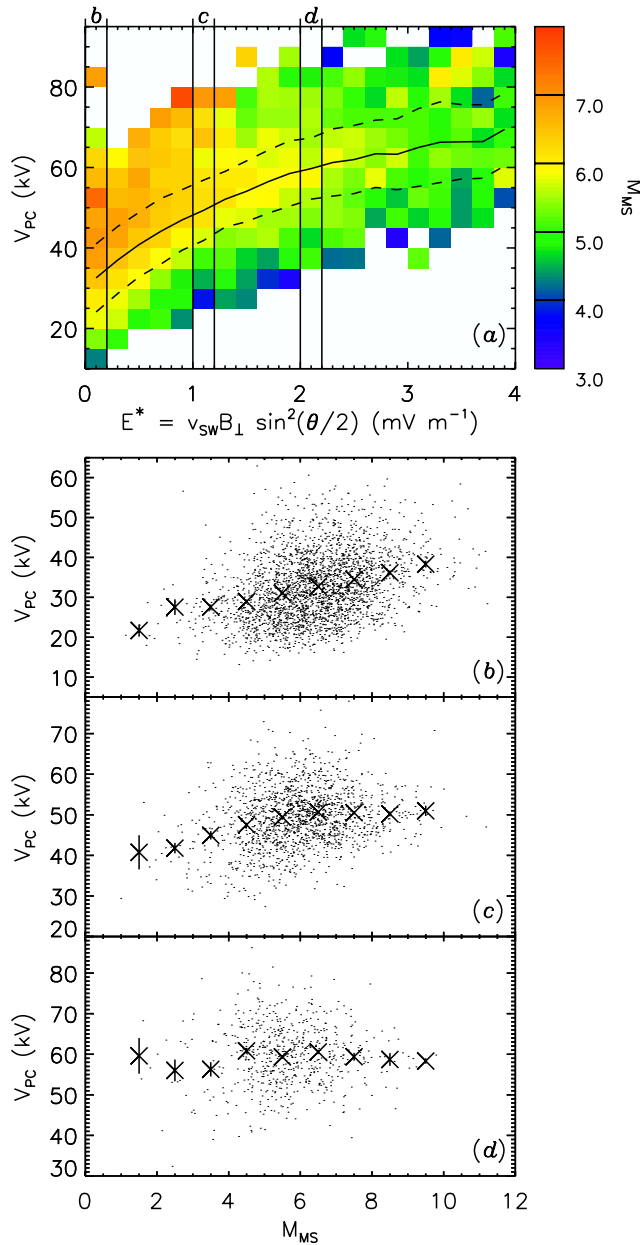 b c d
V_PC (kV)
80
60
40
20
(a)
0 1 2 3 4
E* = v_SW B_⊥ sin²(θ/2) (mV m⁻¹)
7.0
6.0
5.0
4.0
3.0
M_MS
V_PC (kV)
60
50
40
30
20
10
(b)
V_PC (kV)
70
60
50
40
30
20
(c)
V_PC (kV)
80
70
60
50
40
30
(d)
0 2 4 6 8 10 12
M_MS